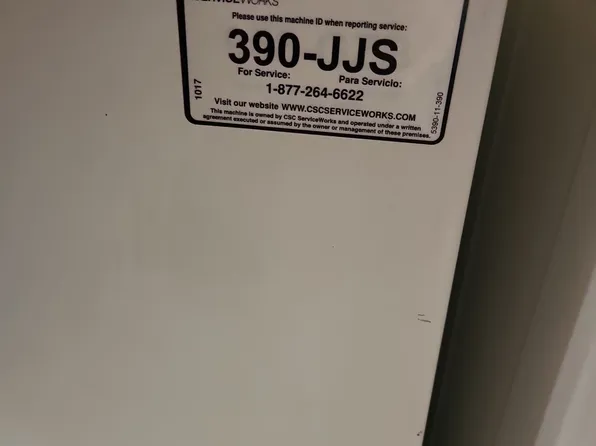 SERVICEWORKS
Please use this machine ID when reporting service:
390-JJS
For Service: Para Servicio:
1-877-264-6622
Visit our website WWW.CSCSERVICEWORKS.COM
This machine is owned by CSC ServiceWorks and operated under a written
agreement executed or assumed by the owner or management of these premises.
1017
5390-11-390